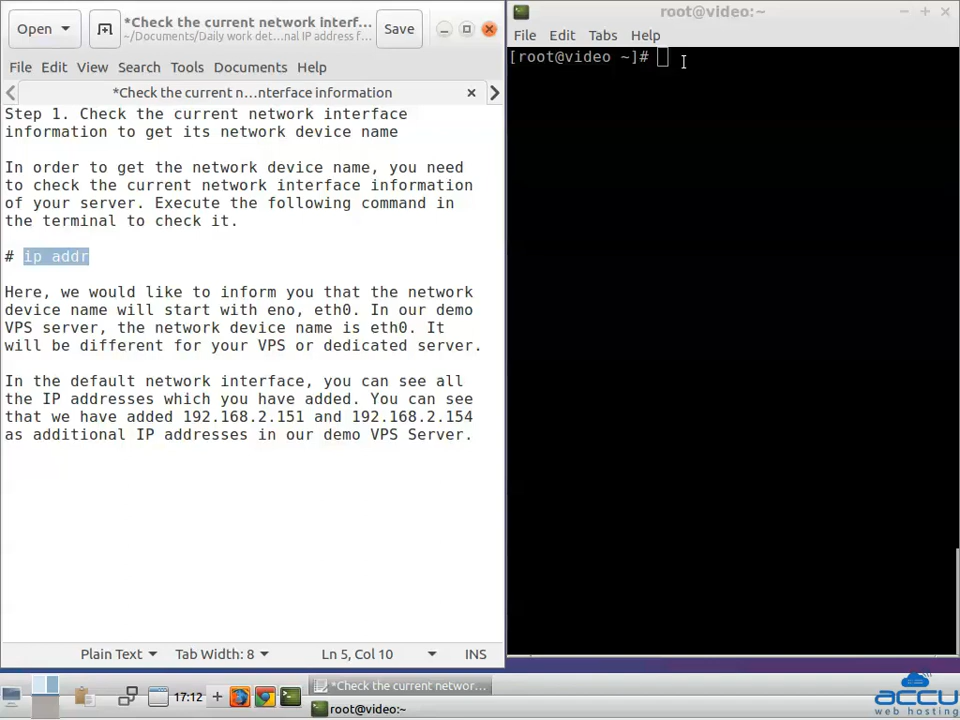 Open
*Check the current network interf...
~/Documents/Daily work det...nal IP address f...
Save
File Edit View Search Tools Documents Help
*Check the current n...nterface information
Step 1. Check the current network interface
information to get its network device name
In order to get the network device name, you need
to check the current network interface information
of your server. Execute the following command in
the terminal to check it.
# ip addr
Here, we would like to inform you that the network
device name will start with eno, eth0. In our demo
VPS server, the network device name is eth0. It
will be different for your VPS or dedicated server.
In the default network interface, you can see all
the IP addresses which you have added. You can see
that we have added 192.168.2.151 and 192.168.2.154
as additional IP addresses in our demo VPS Server.
Plain Text Tab Width: 8 Ln 5, Col 10 INS
root@video:~
File Edit Tabs Help
[root@video ~]#
17:12
*Check the current networ...
root@video:~
accu
web hosting